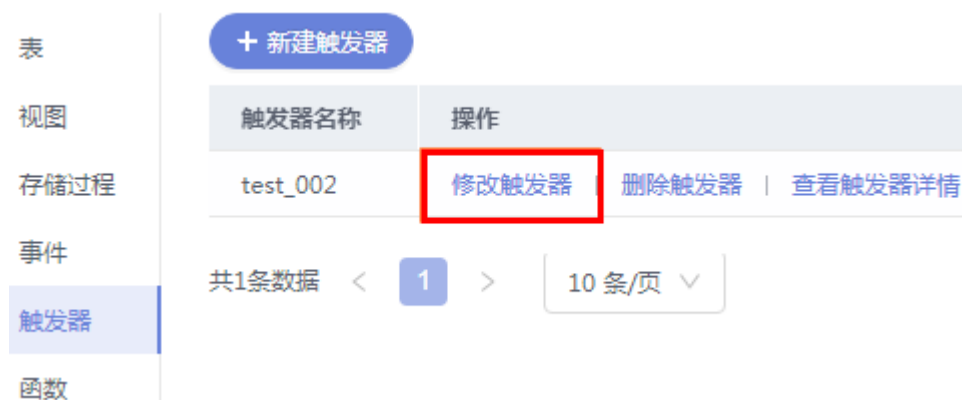 表
视图
存储过程
事件
触发器
函数
+ 新建触发器
触发器名称 操作
test_002 修改触发器 | 删除触发器 | 查看触发器详情
共1条数据 < 1 > 10 条/页